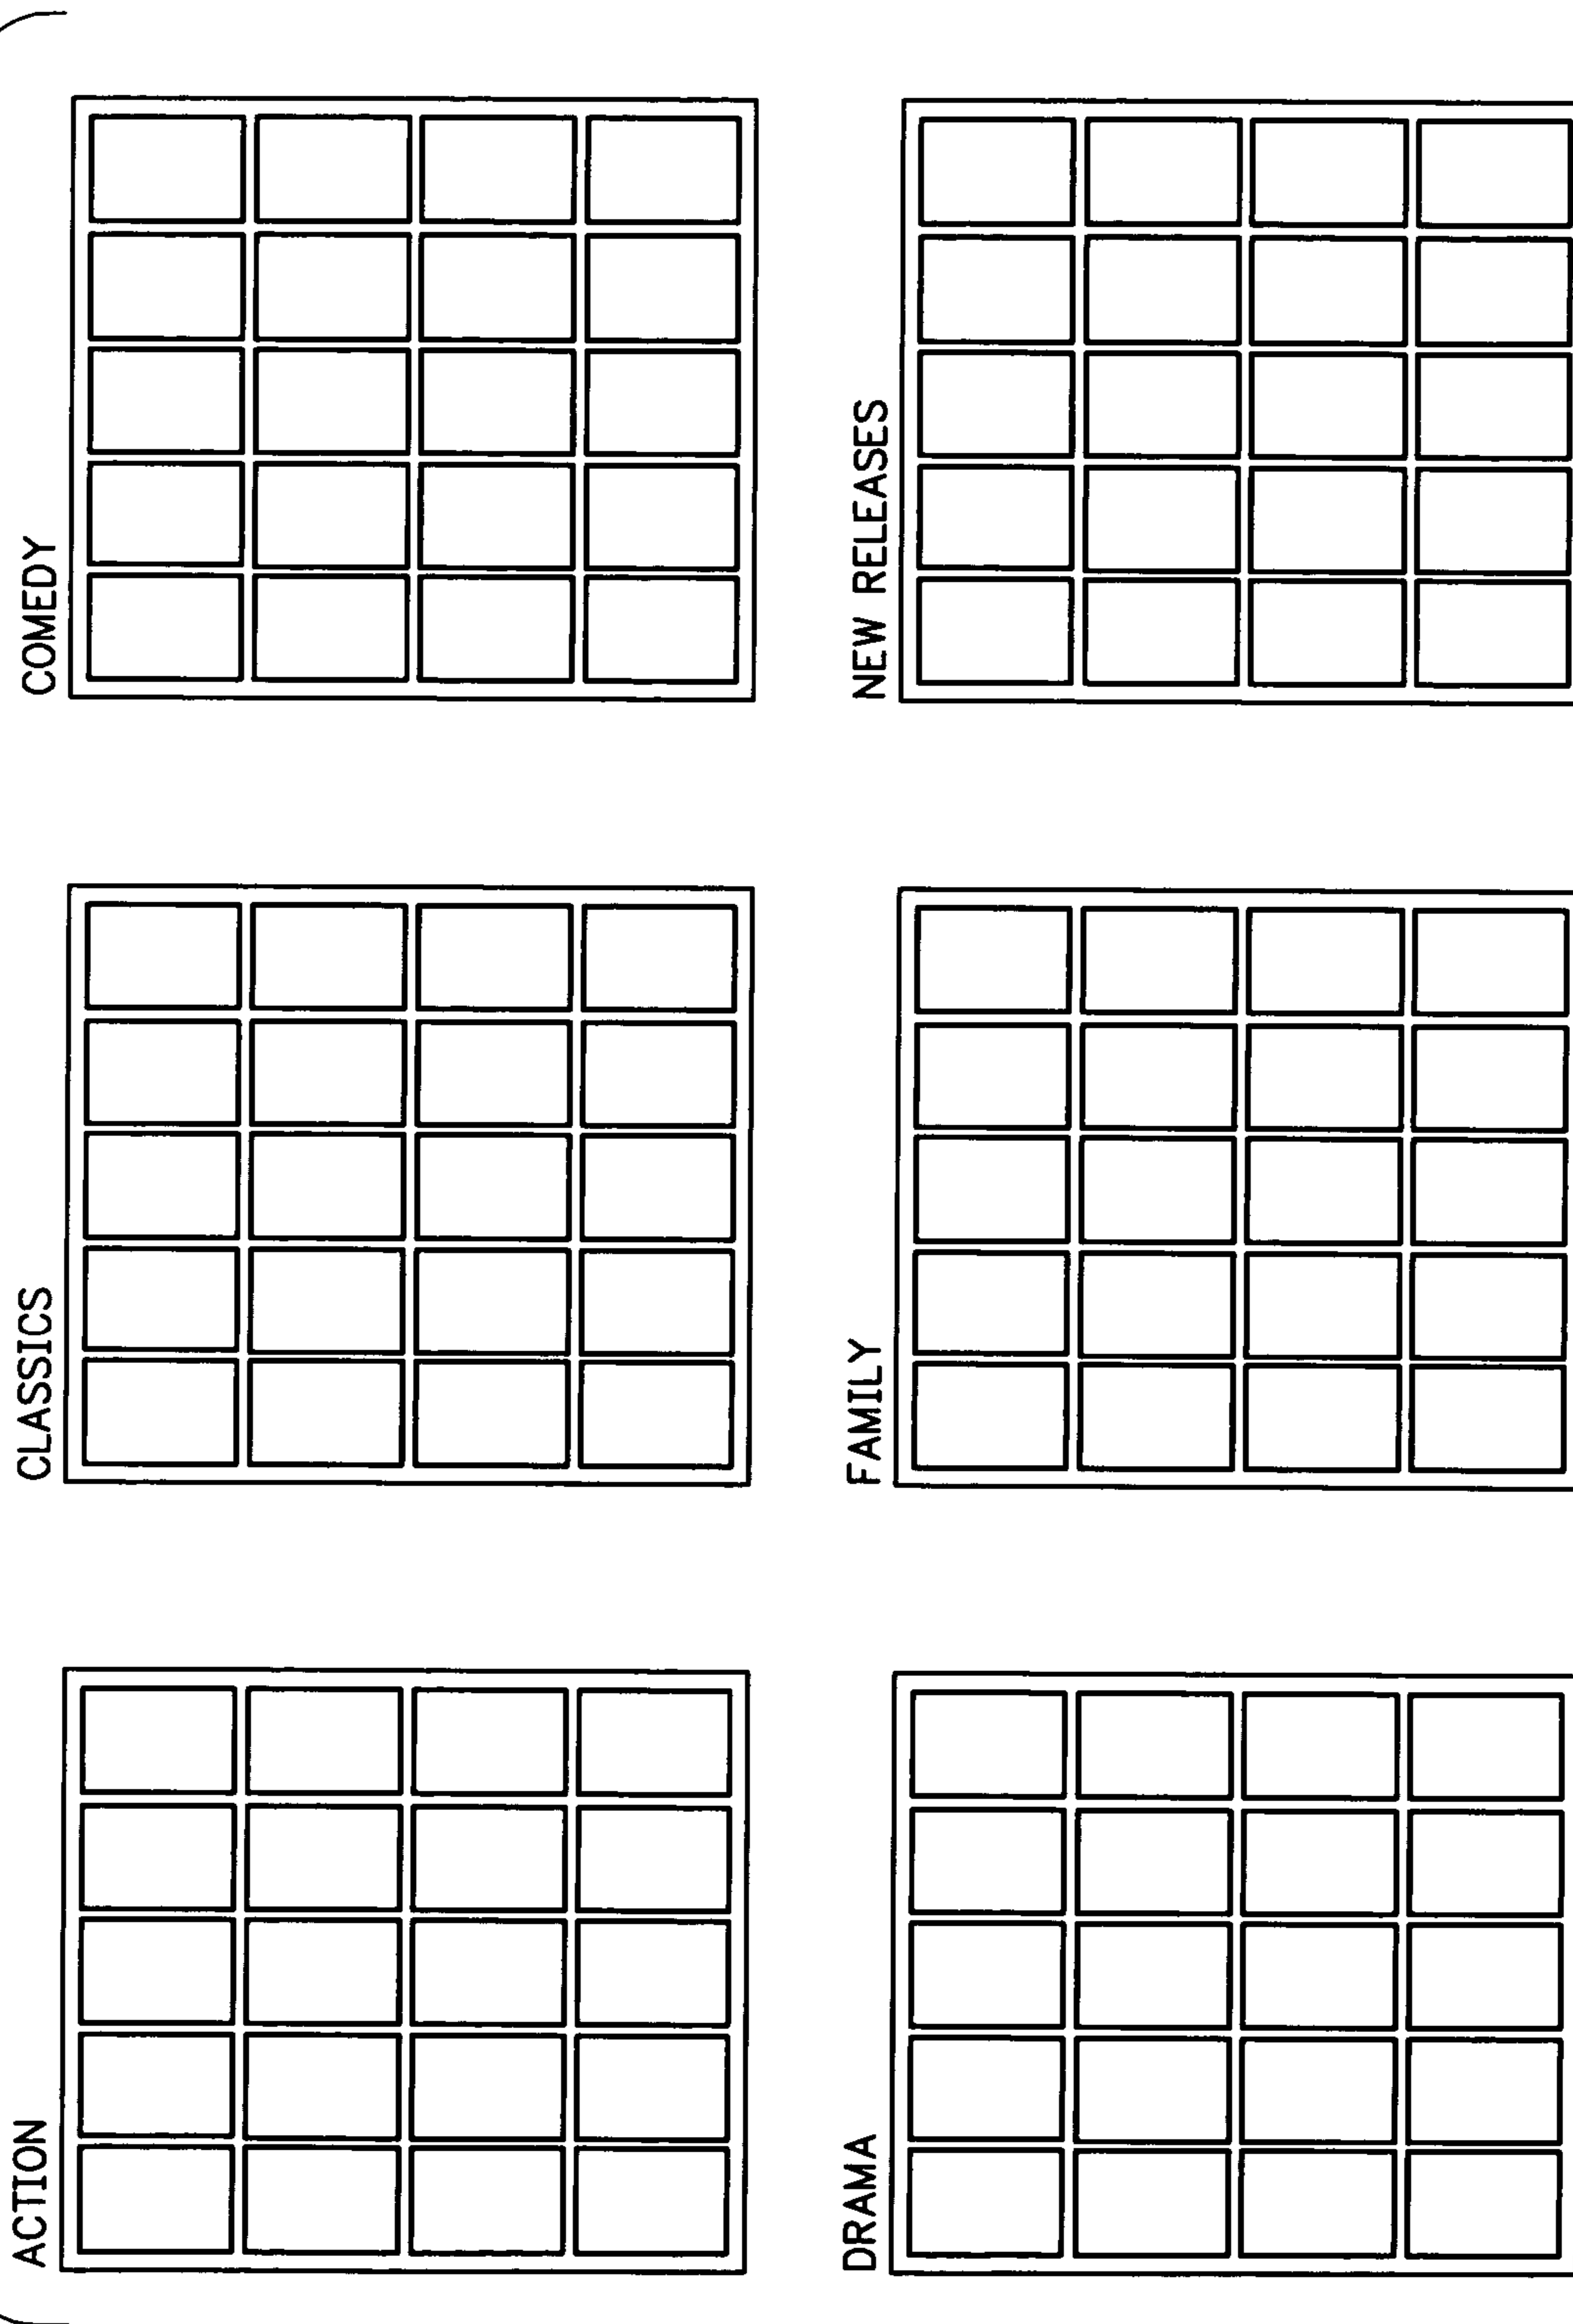 ACTION
CLASSICS
COMEDY
DRAMA
FAMILY
NEW RELEASES